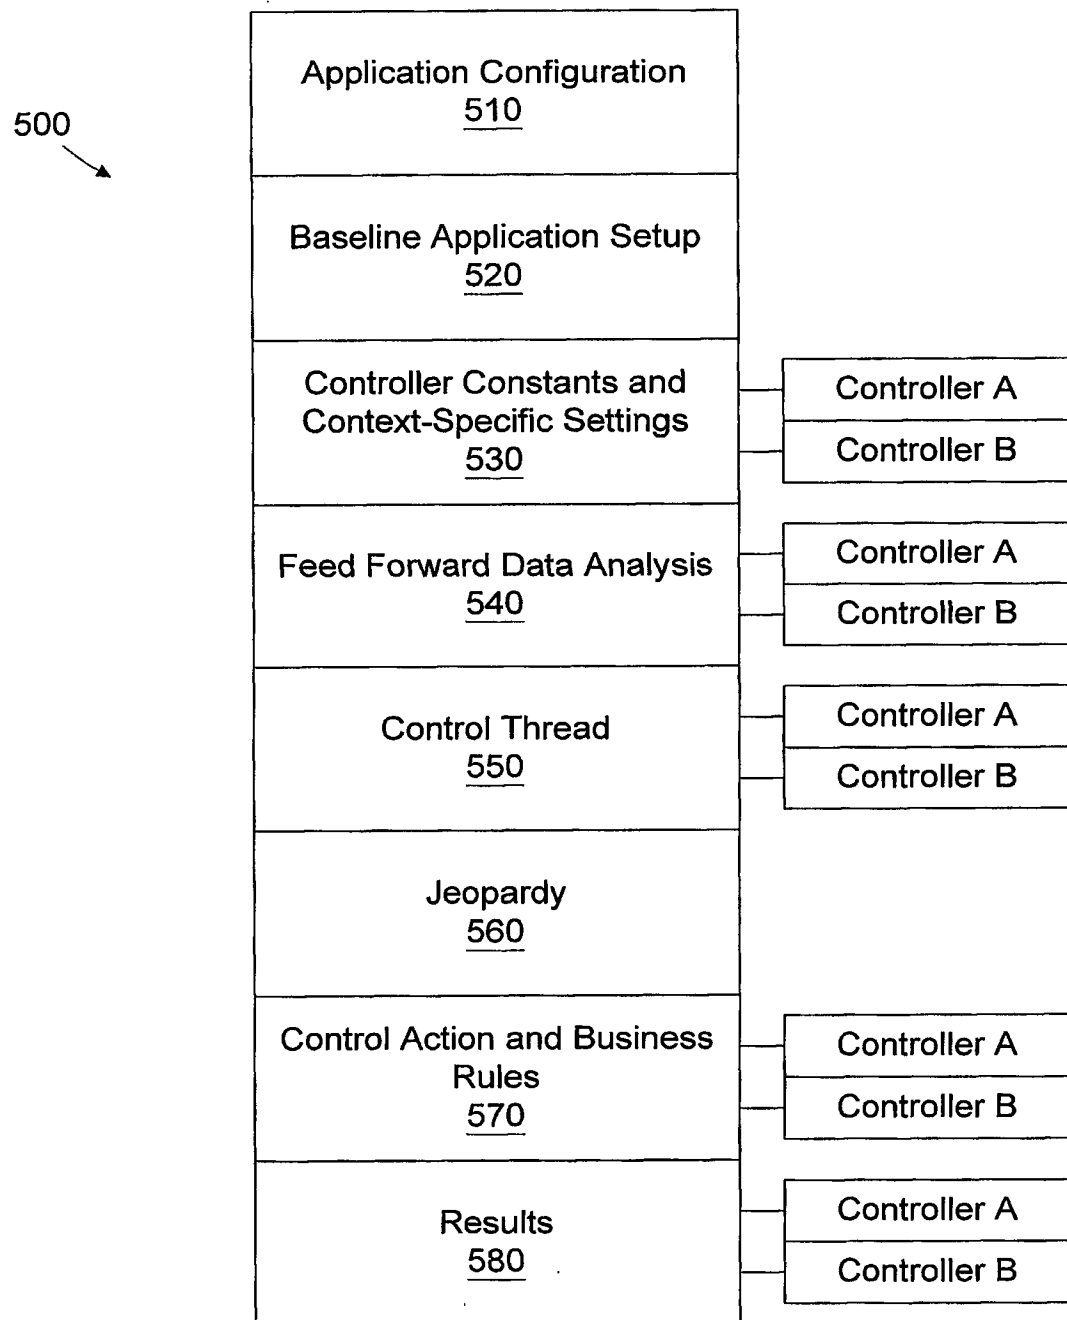 500
Application Configuration
510
Baseline Application Setup
520
Controller Constants and
Context-Specific Settings
530
Controller A
Controller B
Feed Forward Data Analysis
540
Controller A
Controller B
Control Thread
550
Controller A
Controller B
Jeopardy
560
Control Action and Business
Rules
570
Controller A
Controller B
Results
580
Controller A
Controller B